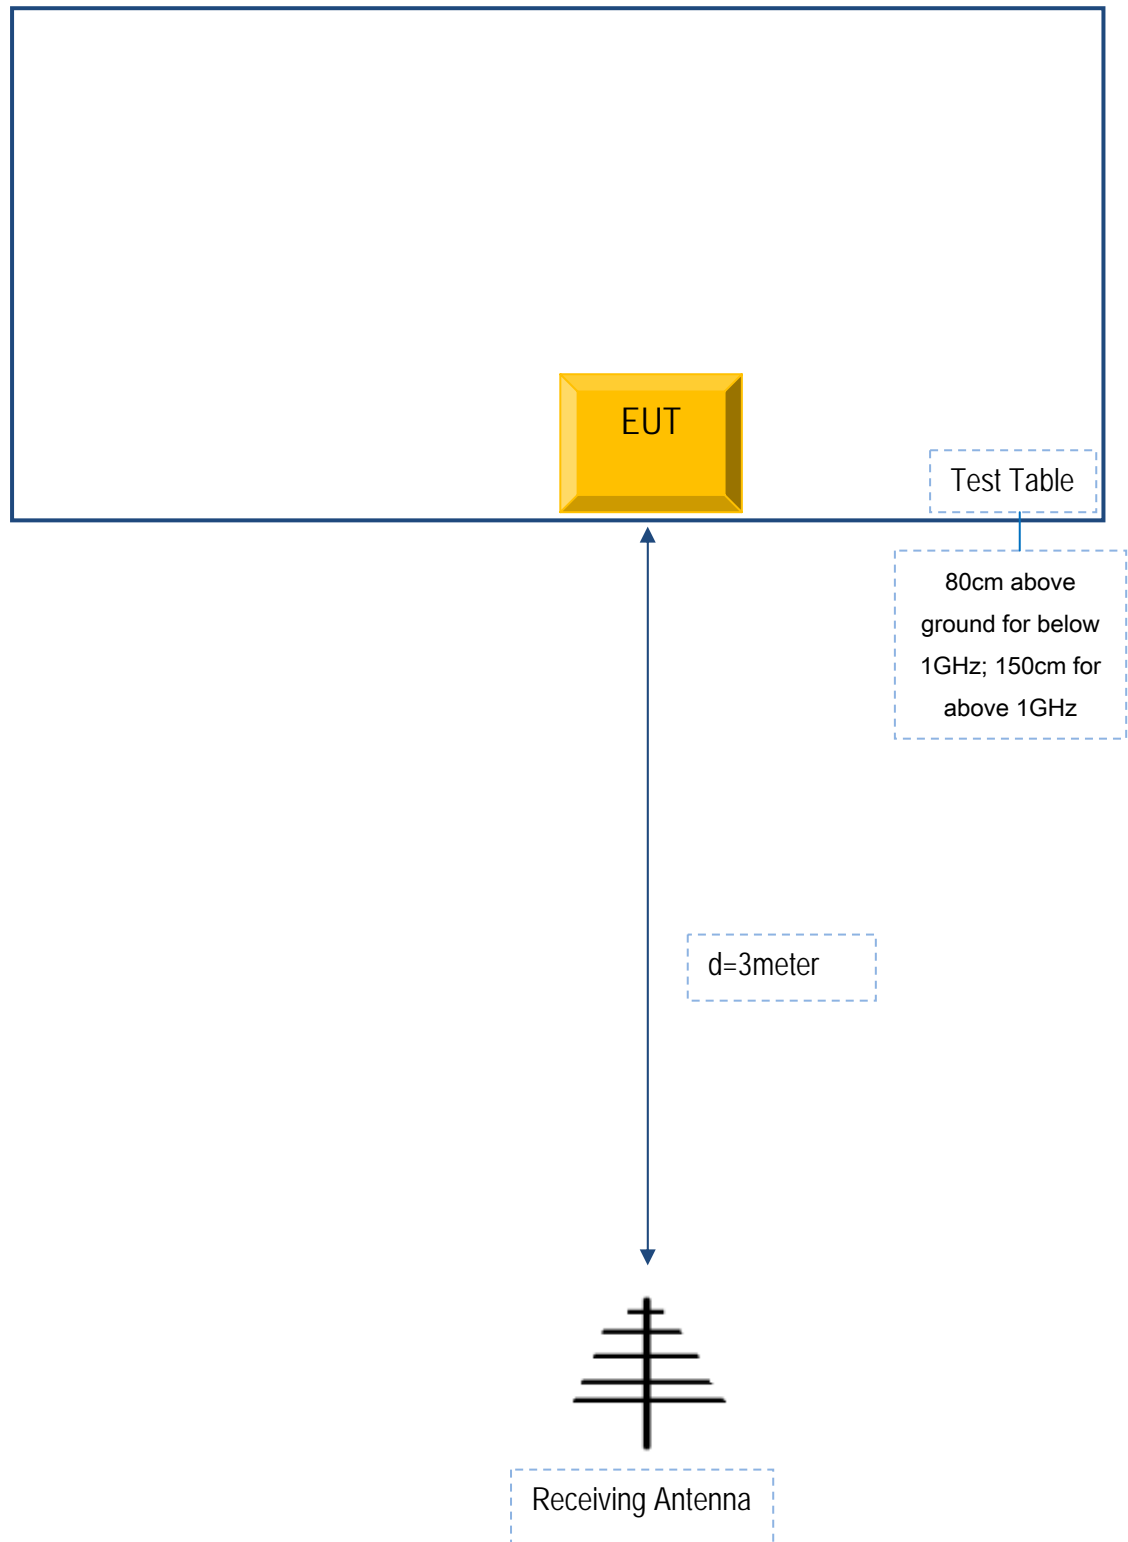 EUT
Test Table
80cm above
ground for below
1GHz; 150cm for
above 1GHz
d=3meter
Receiving Antenna